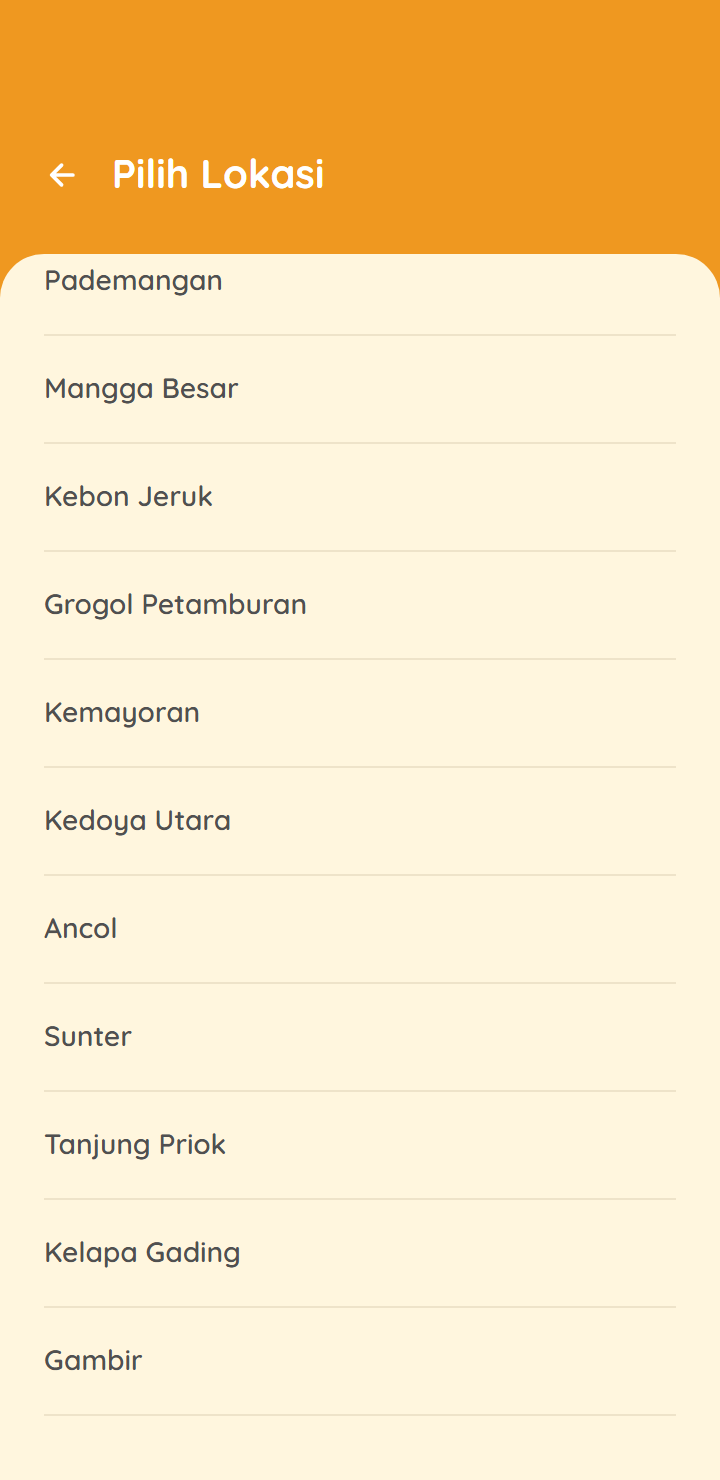 Pilih Lokasi
Pademangan
Mangga Besar
Kebon Jeruk
Grogol Petamburan
Kemayoran
Kedoya Utara
Ancol
Sunter
Tanjung Priok
Kelapa Gading
Gambir